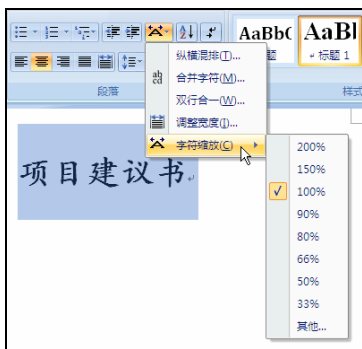 AaBb( AaBl
题 ↵ 标题 1
段落 样式
纵横混排(T)...
合并字符(M)...
双行合一(W)...
调整宽度(I)...
字符缩放(C)
项目建议书
200%
150%
100%
90%
80%
66%
50%
33%
其他...